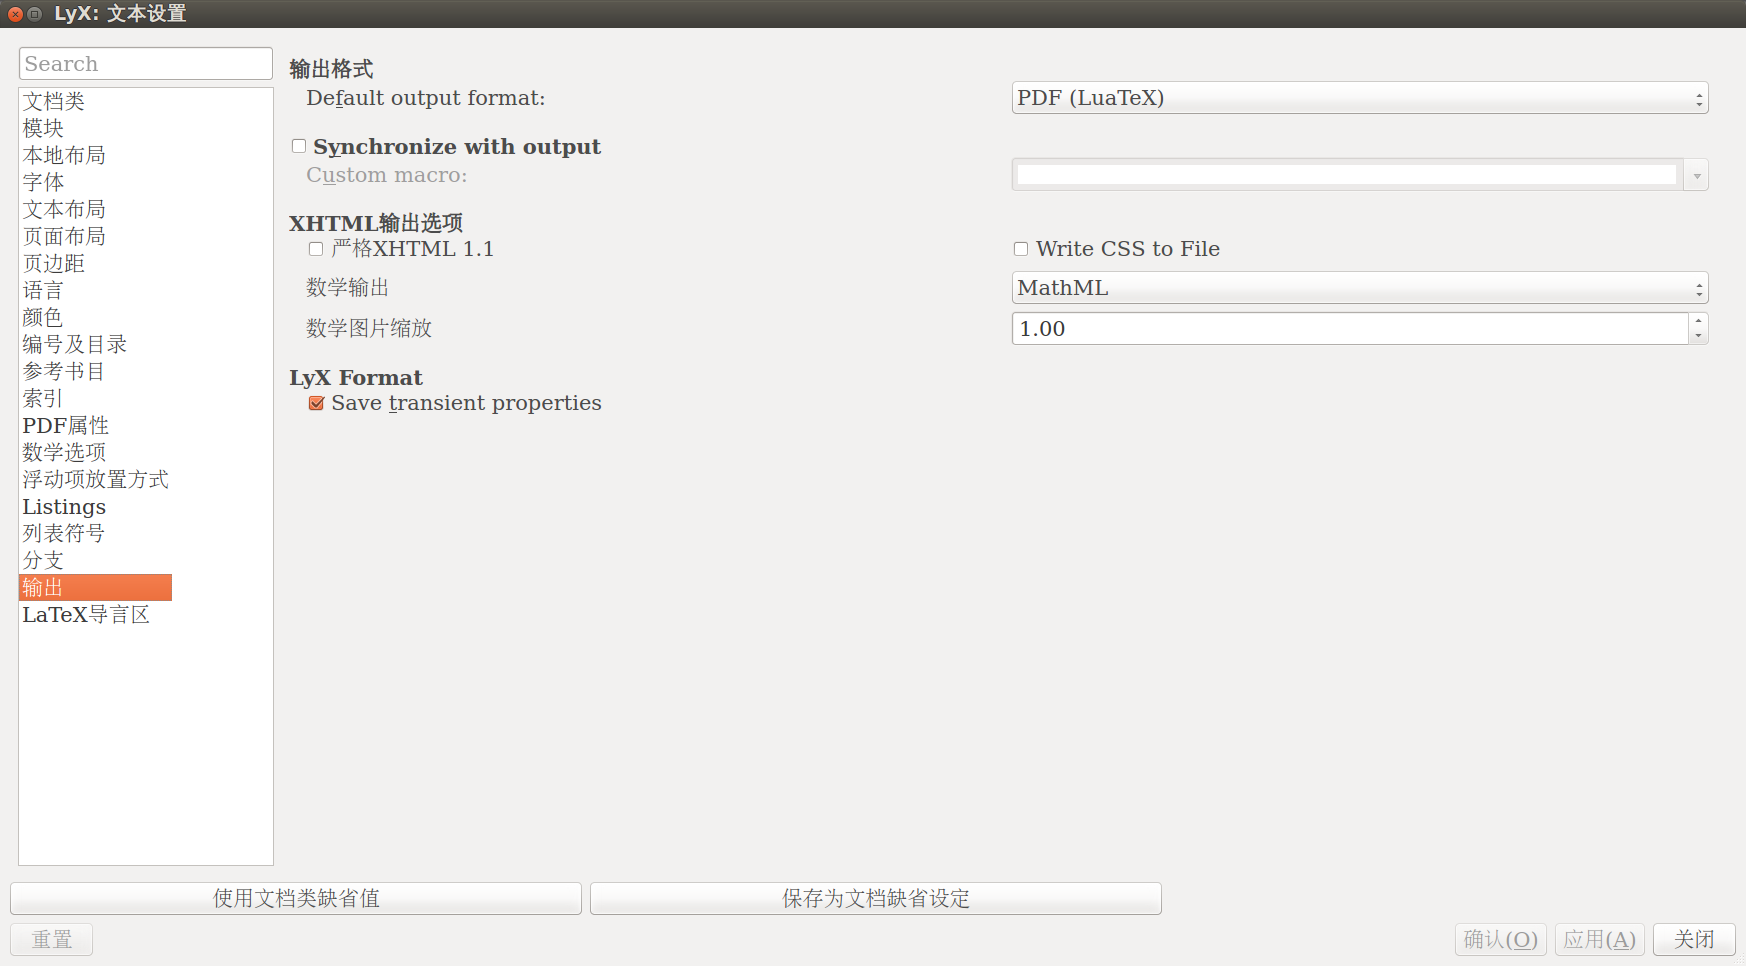 LyX: 文本设置
Search
文档类
模块
本地布局
字体
文本布局
页面布局
页边距
语言
颜色
编号及目录
参考书目
索引
PDF属性
数学选项
浮动项放置方式
Listings
列表符号
分支
输出
LaTeX导言区
输出格式
Default output format: PDF (LuaTeX)
Synchronize with output
Custom macro:
XHTML输出选项
严格XHTML 1.1 Write CSS to File
数学输出 MathML
数学图片缩放 1.00
LyX Format
Save transient properties
使用文档类缺省值 保存为文档缺省设定
重置 确认(O) 应用(A) 关闭